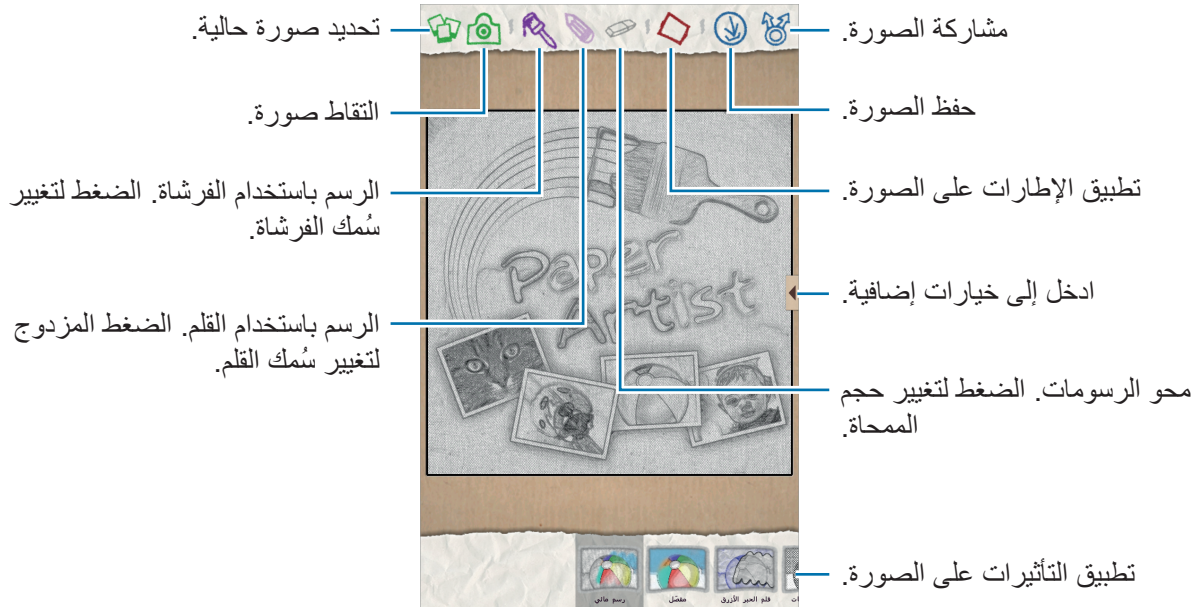 مشاركة الصورة.
تحديد صورة حالية.
حفظ الصورة.
التقاط صورة.
تطبيق الإطارات على الصورة.
الرسم باستخدام الفرشاة. الضغط لتغيير
سُمك الفرشاة.
ادخل إلى خيارات إضافية.
الرسم باستخدام القلم. الضغط المزدوج
لتغيير سُمك القلم.
محو الرسومات. الضغط لتغيير حجم
الممحاة.
Paper
Artist
تطبيق التأثيرات على الصورة.
قلم الحبر الأزرق
مفصّل
رسم مائي